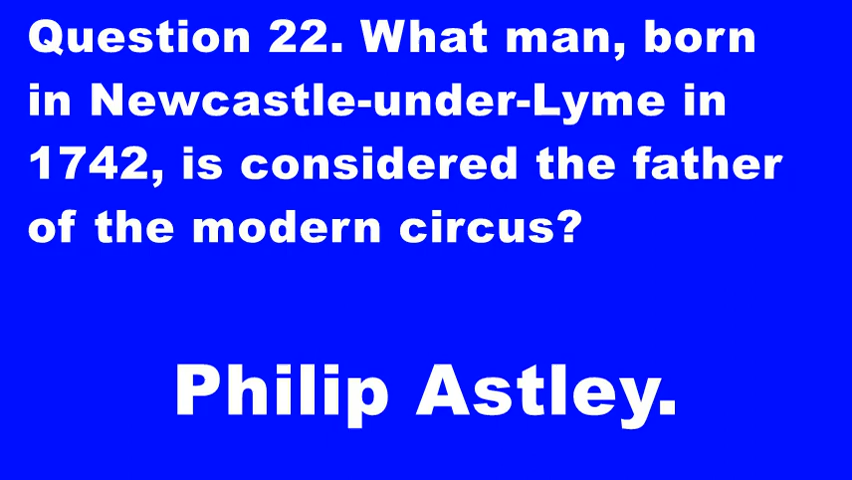 Question 22. What man, born
in Newcastle-under-Lyme in
1742, is considered the father
of the modern circus?
Philip Astley.